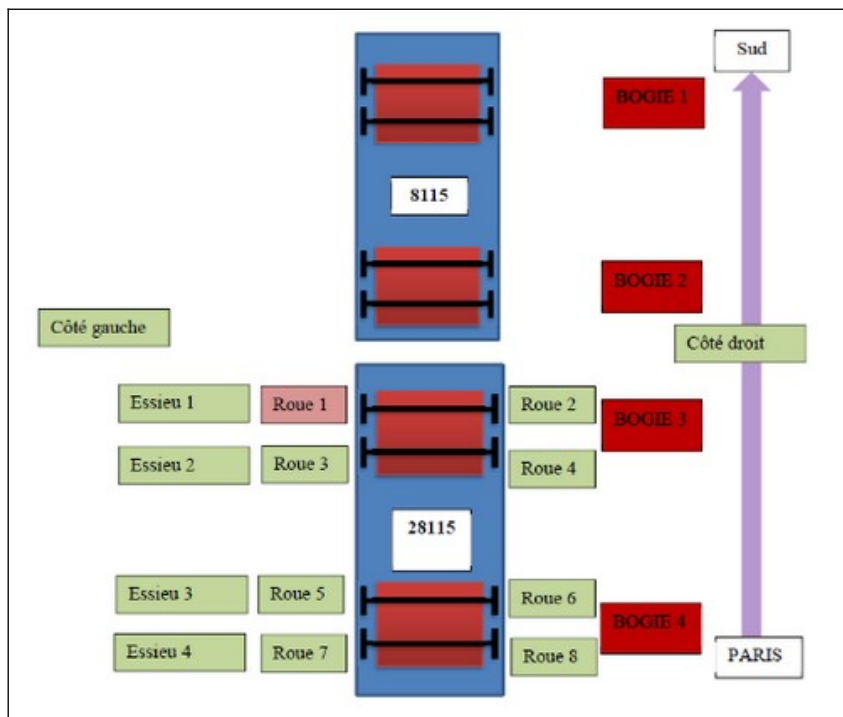 Sud
BOGIE 1
8115
BOGIE 2
Côté gauche
Côté droit
Essieu 1
Roue 1
Roue 2
BOGIE 3
Essieu 2
Roue 3
Roue 4
28115
Essieu 3
Roue 5
Roue 6
BOGIE 4
Essieu 4
Roue 7
Roue 8
PARIS